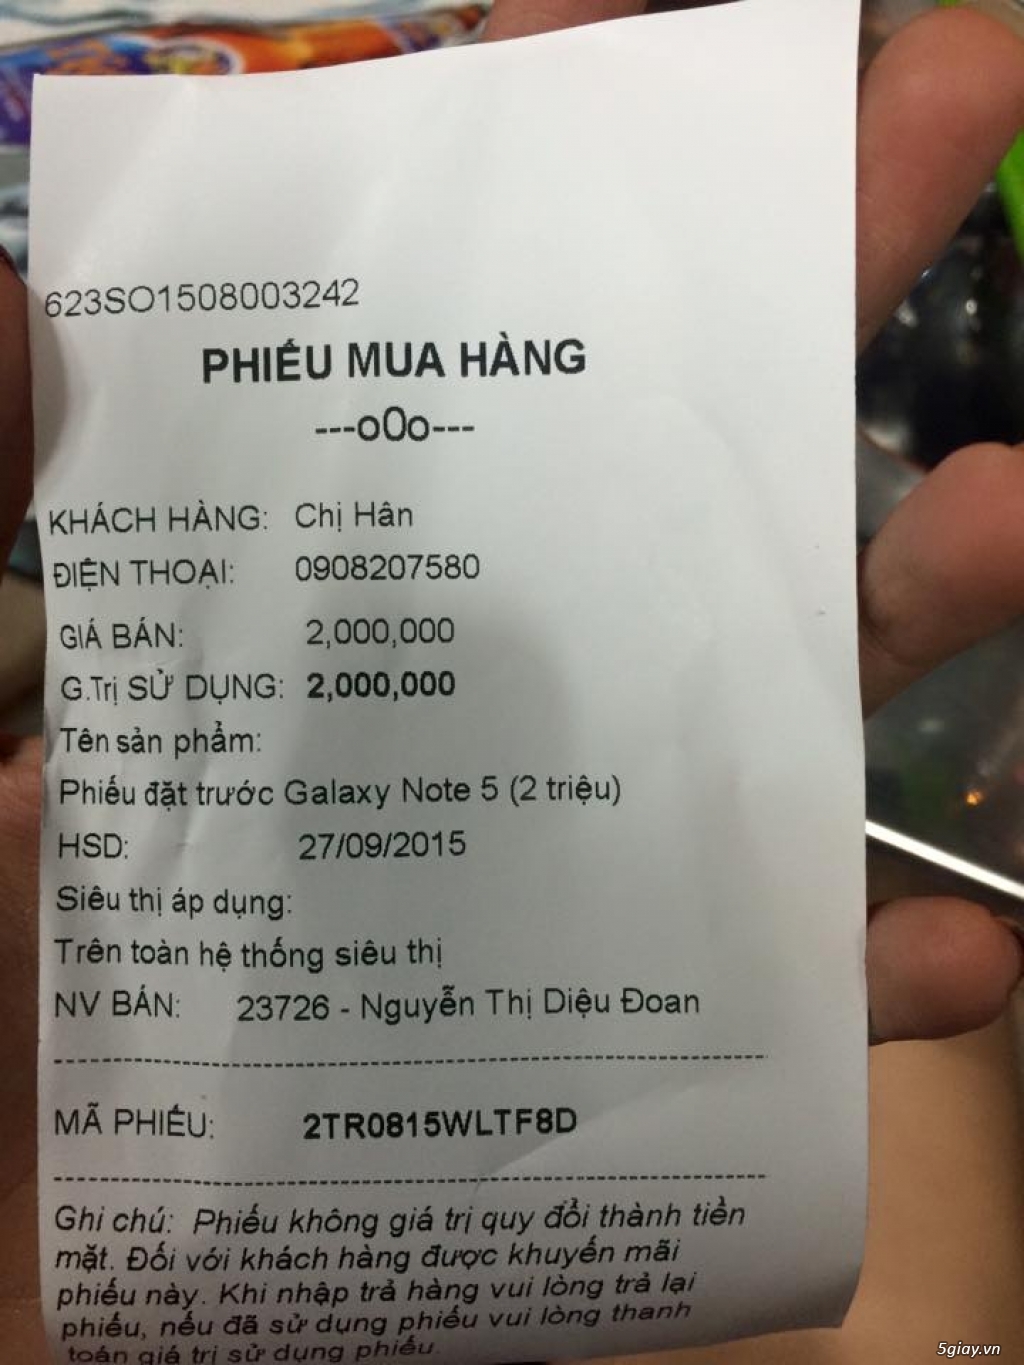 623SO1508003242
PHIẾU MUA HÀNG
---oOo---
KHÁCH HÀNG: Chị Hân
ĐIỆN THOẠI: 0908207580
GIÁ BÁN: 2,000,000
G.Trị SỬ DỤNG: 2,000,000
Tên sản phẩm:
Phiếu đặt trước Galaxy Note 5 (2 triệu)
HSD: 27/09/2015
Siêu thị áp dụng:
Trên toàn hệ thống siêu thị
NV BÁN: 23726 - Nguyễn Thị Diệu Đoan
MÃ PHIẾU: 2TR0815WLTF8D
Ghi chú: Phiếu không giá trị quy đổi thành tiền
mặt. Đối với khách hàng được khuyến mãi
phiếu này. Khi nhập trả hàng vui lòng trả lại
phiếu, nếu đã sử dụng phiếu vui lòng thanh
toán giá trị sử dụng phiếu.
5giay.vn